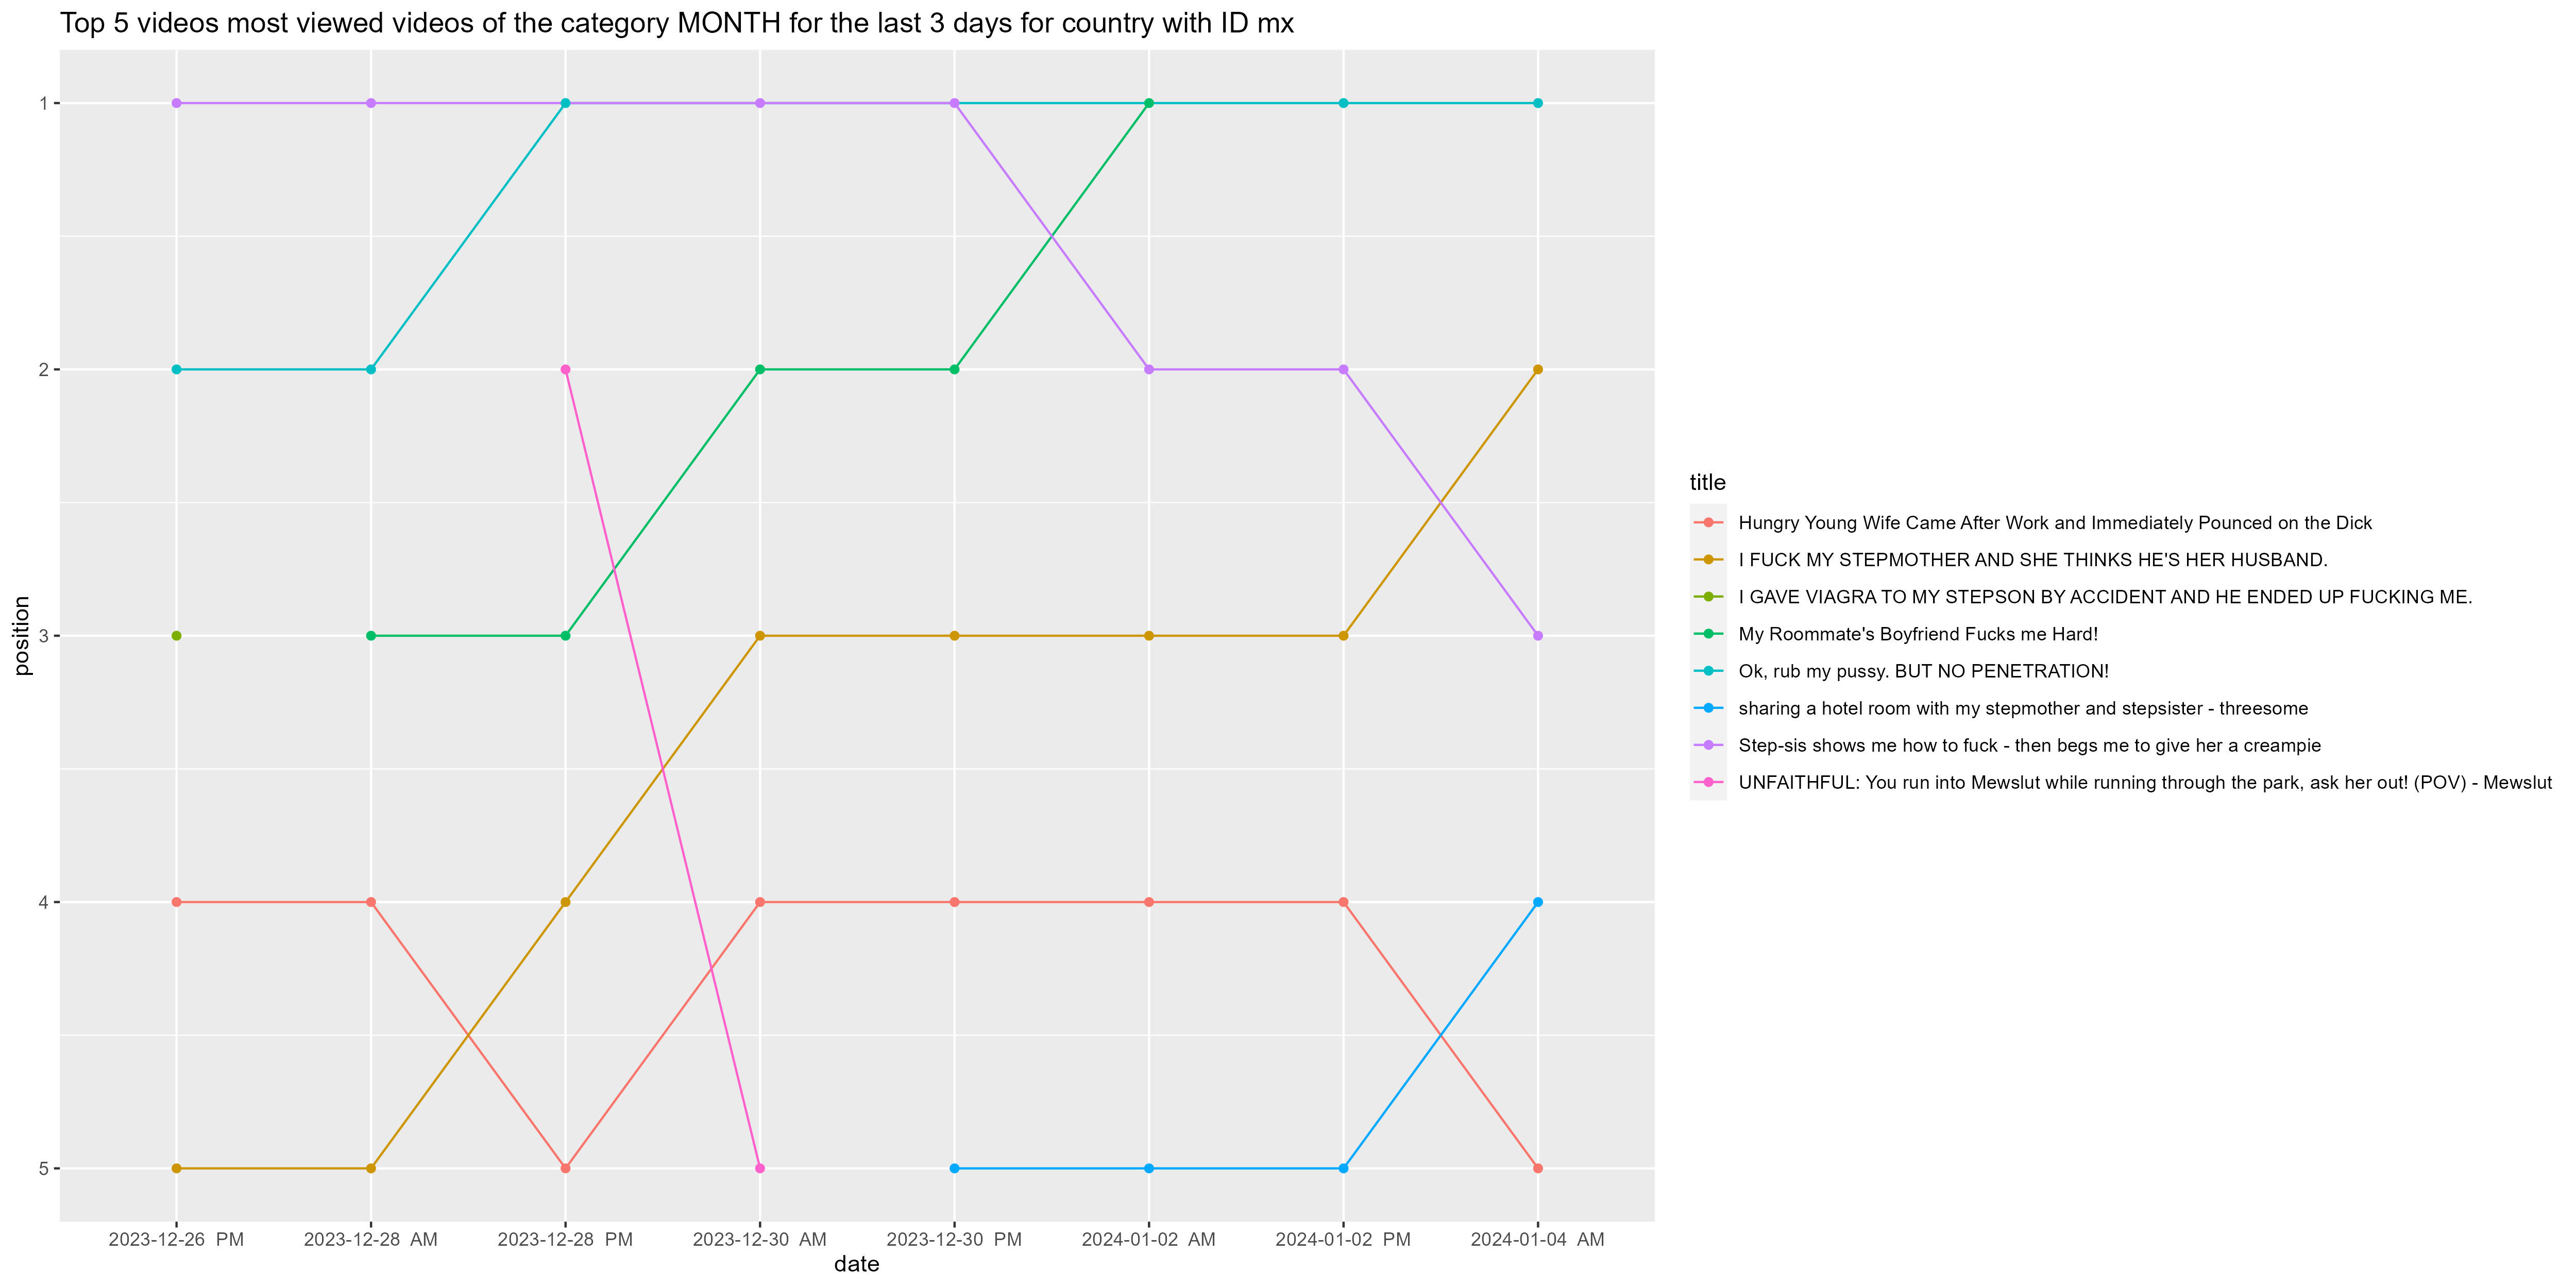 Top 5 videos most viewed videos of the category MONTH for the last 3 days for country with ID mx
position
1
2
3
4
5
2023-12-26 PM
2023-12-28 AM
2023-12-28 PM
2023-12-30 AM
2023-12-30 PM
2024-01-02 AM
2024-01-02 PM
2024-01-04 AM
date
title
Hungry Young Wife Came After Work and Immediately Pounced on the Dick
I FUCK MY STEPMOTHER AND SHE THINKS HE'S HER HUSBAND.
I GAVE VIAGRA TO MY STEPSON BY ACCIDENT AND HE ENDED UP FUCKING ME.
My Roommate's Boyfriend Fucks me Hard!
Ok, rub my pussy. BUT NO PENETRATION!
sharing a hotel room with my stepmother and stepsister - threesome
Step-sis shows me how to fuck - then begs me to give her a creampie
UNFAITHFUL: You run into Mewslut while running through the park, ask her out! (POV) - Mewslut